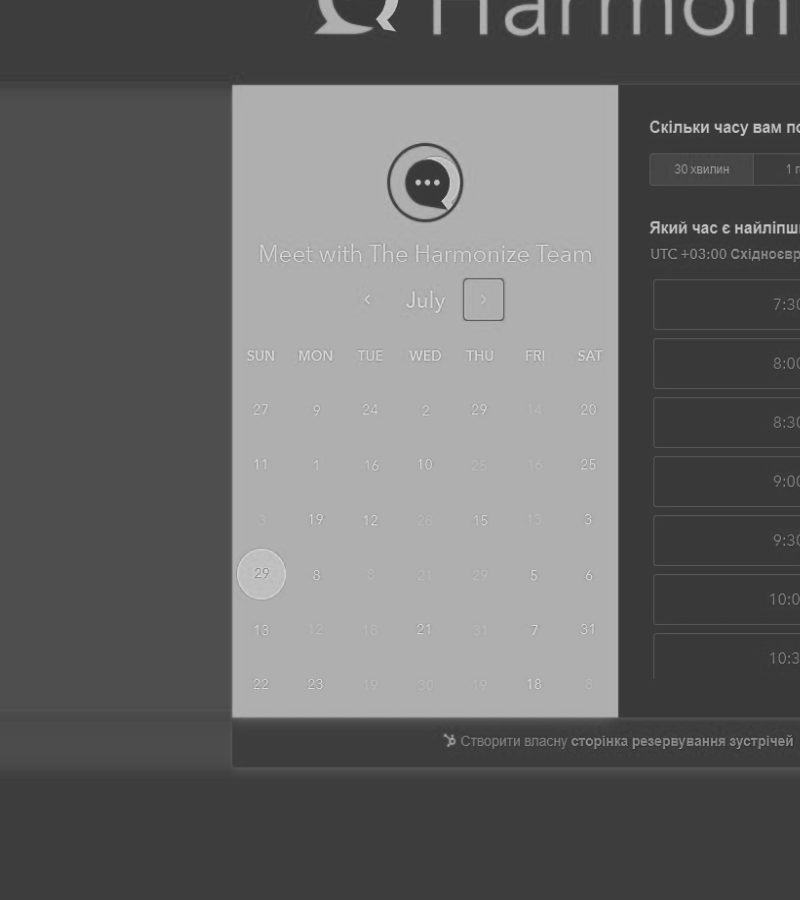 Harmon
Meet with The Harmonize Team
July
SUN MON TUE WED THU FRI SAT
27 9 24 2 29 14 20
11 1 16 10 25 16 25
3 19 12 28 15 13 3
29 8 8 21 29 5 6
13 12 18 21 31 7 31
22 23 19 30 19 18 8
Скільки часу вам по
30 хвилин 1 г
Який час є найліпш
UTC +03:00 Східноєвр
7:30
8:00
8:30
9:00
9:30
10:0
10:3
Створити власну сторінка резервування зустрічей